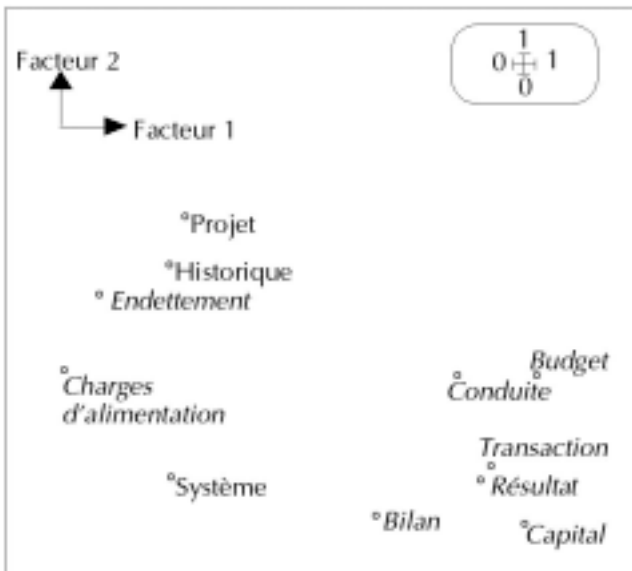 1
Facteur 2
0 1
0
Facteur 1
Projet
Historique
Endettement
Budget
Charges
d'alimentation
Conduite
Transaction
Système
Résultat
Bilan
Capital